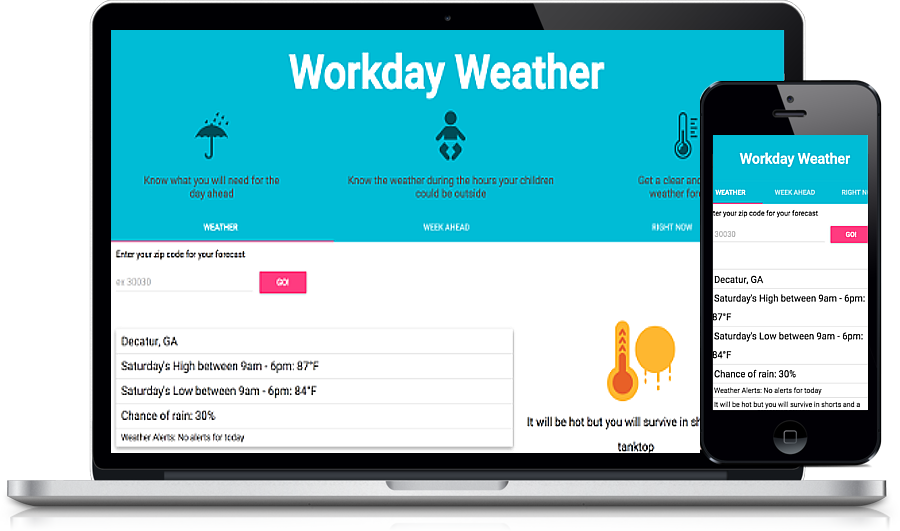 Workday Weather
Know what you will need for the
day ahead
Know the weather during the hours your children
could be outside
Get a clear and
weather for
WEATHER
WEEK AHEAD
RIGHT NOW
Enter your zip code for your forecast
ex 30030
GO!
Decatur, GA
Saturday's High between 9am - 6pm: 87°F
Saturday's Low between 9am - 6pm: 84°F
Chance of rain: 30%
Weather Alerts: No alerts for today
It will be hot but you will survive in sh
tanktop
Workday Weather
WEATHER
WEEK AHEAD
RIGHT N
ter your zip code for your forecast
30030
GO!
Decatur, GA
Saturday's High between 9am - 6pm:
87°F
Saturday's Low between 9am - 6pm:
84°F
Chance of rain: 30%
Weather Alerts: No alerts for today
It will be hot but you will survive in shorts and a